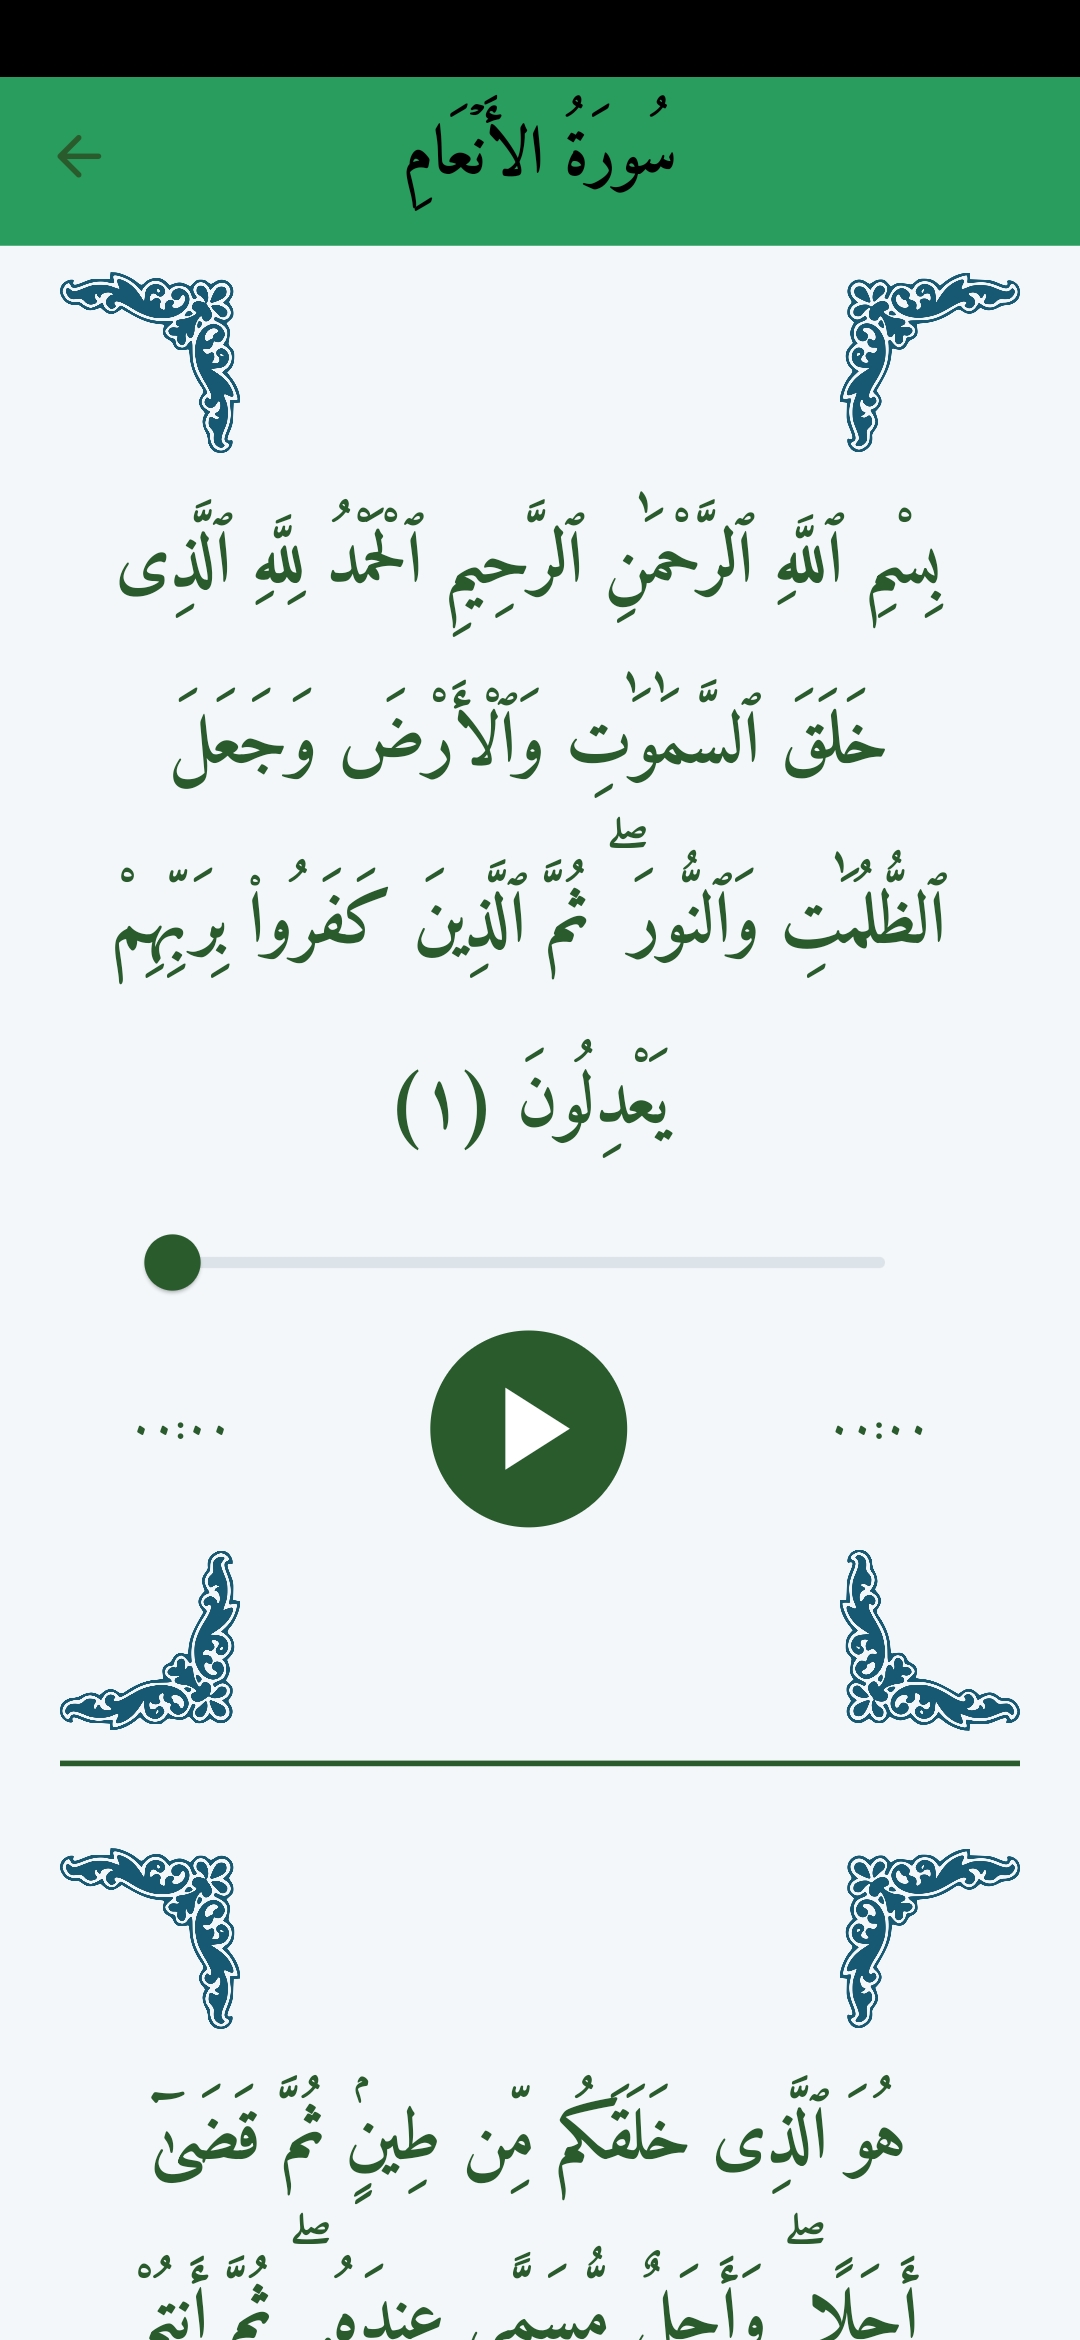 سُورَةُ الأَنۡعَامِ
بِسْمِ ٱللَّهِ ٱلرَّحْمَٰنِ ٱلرَّحِيمِ ٱلْحَمْدُ لِلَّهِ ٱلَّذِى
خَلَقَ ٱلسَّمَٰوَٰتِ وَٱلْأَرْضَ وَجَعَلَ
ٱلظُّلُمَٰتِ وَٱلنُّورَ ۖ ثُمَّ ٱلَّذِينَ كَفَرُوا۟ بِرَبِّهِمْ
يَعْدِلُونَ (١)
٠٠:٠٠ ٠٠:٠٠
هُوَ ٱلَّذِى خَلَقَكُم مِّن طِينٍۢ ثُمَّ قَضَىٰٓ
أَجَلًا ۖ وَأَجَلٌ مُّسَمًّى عِندَهُۥ ۖ ثُمَّ أَنتُمْ